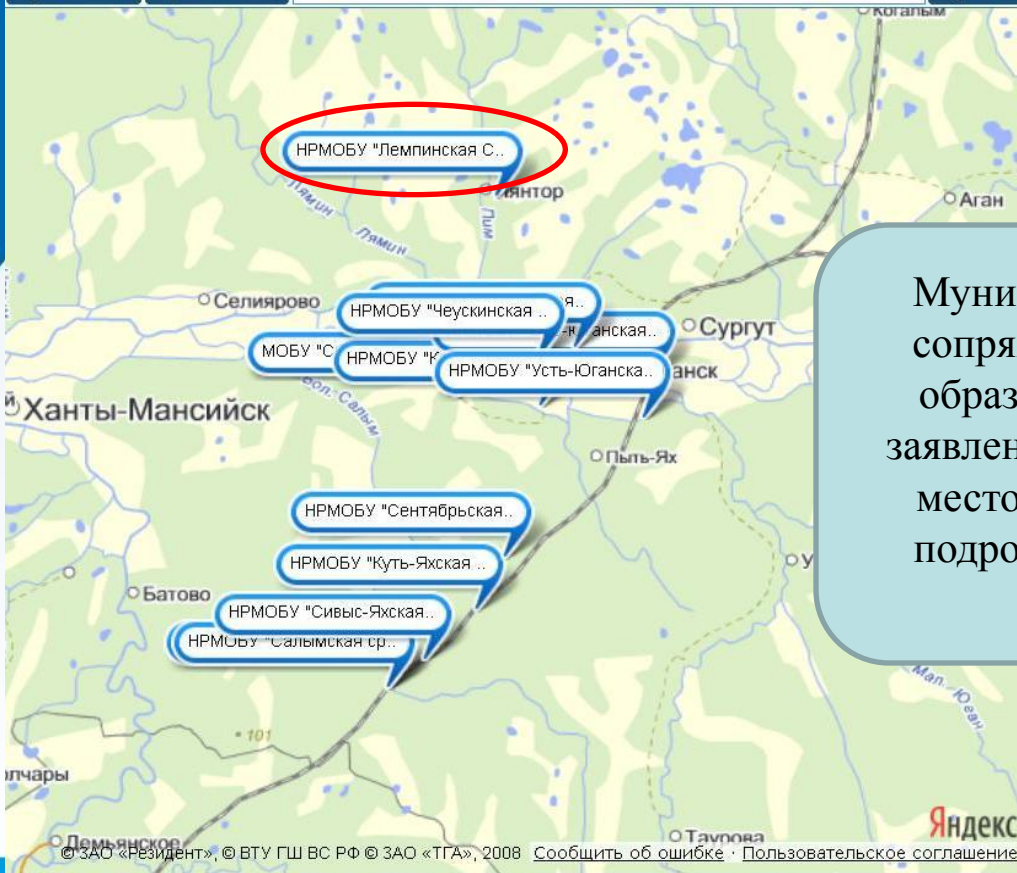 Когалым
НРМОБУ "Лемпинская С..
Лянтор
Лямин
Лямин
Пим
Аган
Селиярово
НРМОБУ "Чеускинская ..
я..
анская..
Сургут
МОБУ "С
НРМОБУ "К
НРМОБУ "Усть-Юганска..
анск
Ханты-Мансийск
Бол. Салым
Пыть-Ях
НРМОБУ "Сентябрьская..
НРМОБУ "Куть-Яхская ..
Батово
НРМОБУ "Сивыс-Яхская..
НРМОБУ "Салымская ср..
Муни
сопря
образ
заявлен
место
подро
Мал. Юган
101
лчары
Демьянское
Таурова
Яндекс
© ЗАО «Резидент», © ВТУ ГШ ВС РФ © ЗАО «ТГА», 2008 Сообщить об ошибке · Пользовательское соглашение